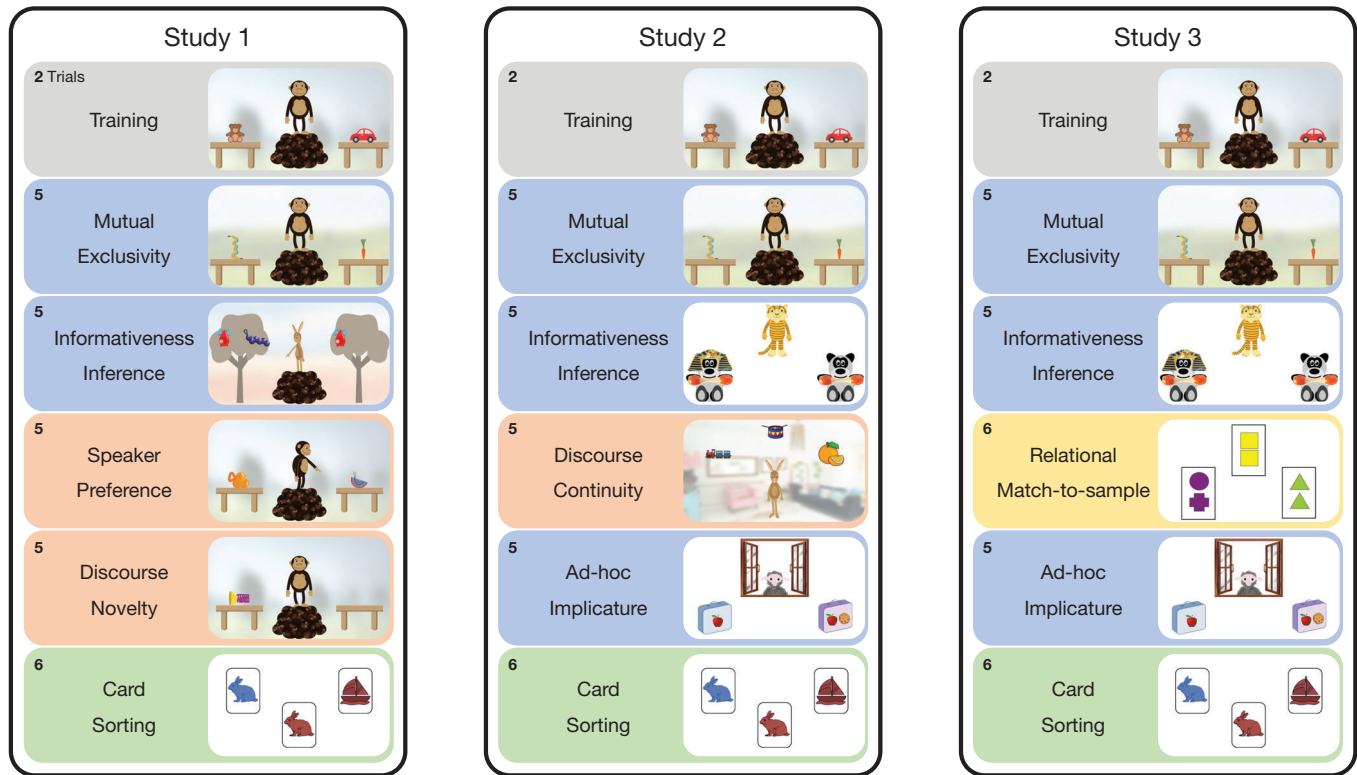 Study 1
2 Trials
Training
5
Mutual
Exclusivity
5
Informativeness
Inference
5
Speaker
Preference
5
Discourse
Novelty
6
Card
Sorting
Study 2
2
Training
5
Mutual
Exclusivity
5
Informativeness
Inference
5
Discourse
Continuity
5
Ad-hoc
Implicature
6
Card
Sorting
Study 3
2
Training
5
Mutual
Exclusivity
5
Informativeness
Inference
6
Relational
Match-to-sample
5
Ad-hoc
Implicature
6
Card
Sorting